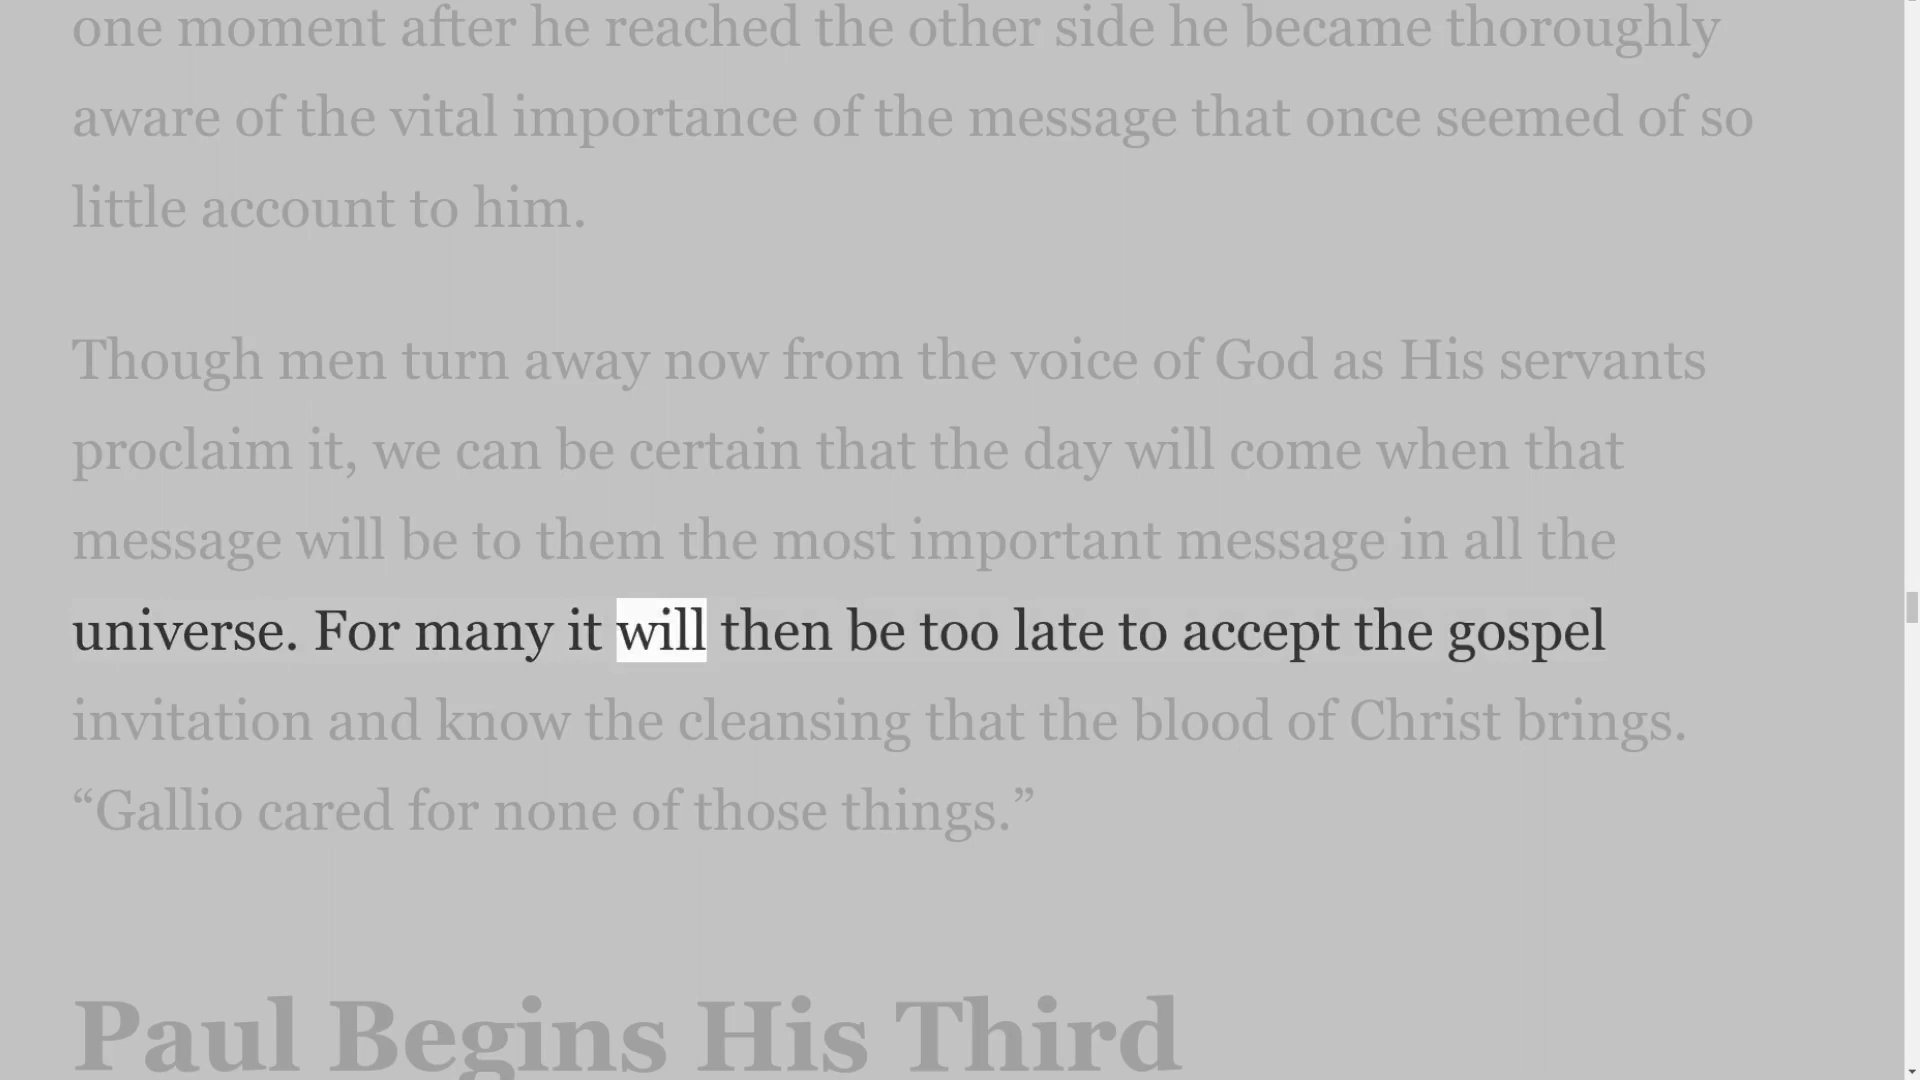 one moment after he reached the other side he became thoroughly
aware of the vital importance of the message that once seemed of so
little account to him.
Though men turn away now from the voice of God as His servants
proclaim it, we can be certain that the day will come when that
message will be to them the most important message in all the
universe. For many it will then be too late to accept the gospel
invitation and know the cleansing that the blood of Christ brings.
“Gallio cared for none of those things.”
Paul Begins His Third